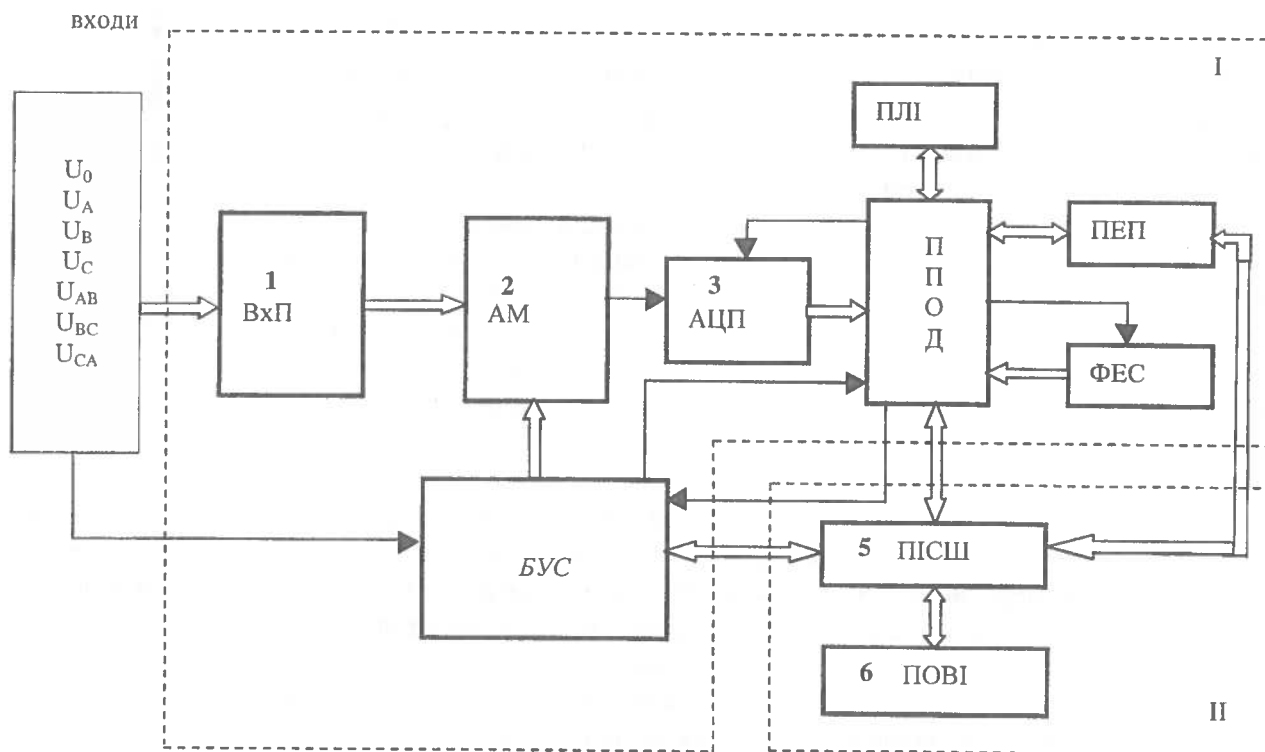 входи
I
ПЛІ
U0
UA
UB
UC
UAB
UBC
UCA
1
ВхП
2
АМ
3
АЦП
П
П
О
Д
ПЕП
ФЕС
БУС
5 ПІСШ
6 ПОВІ
II